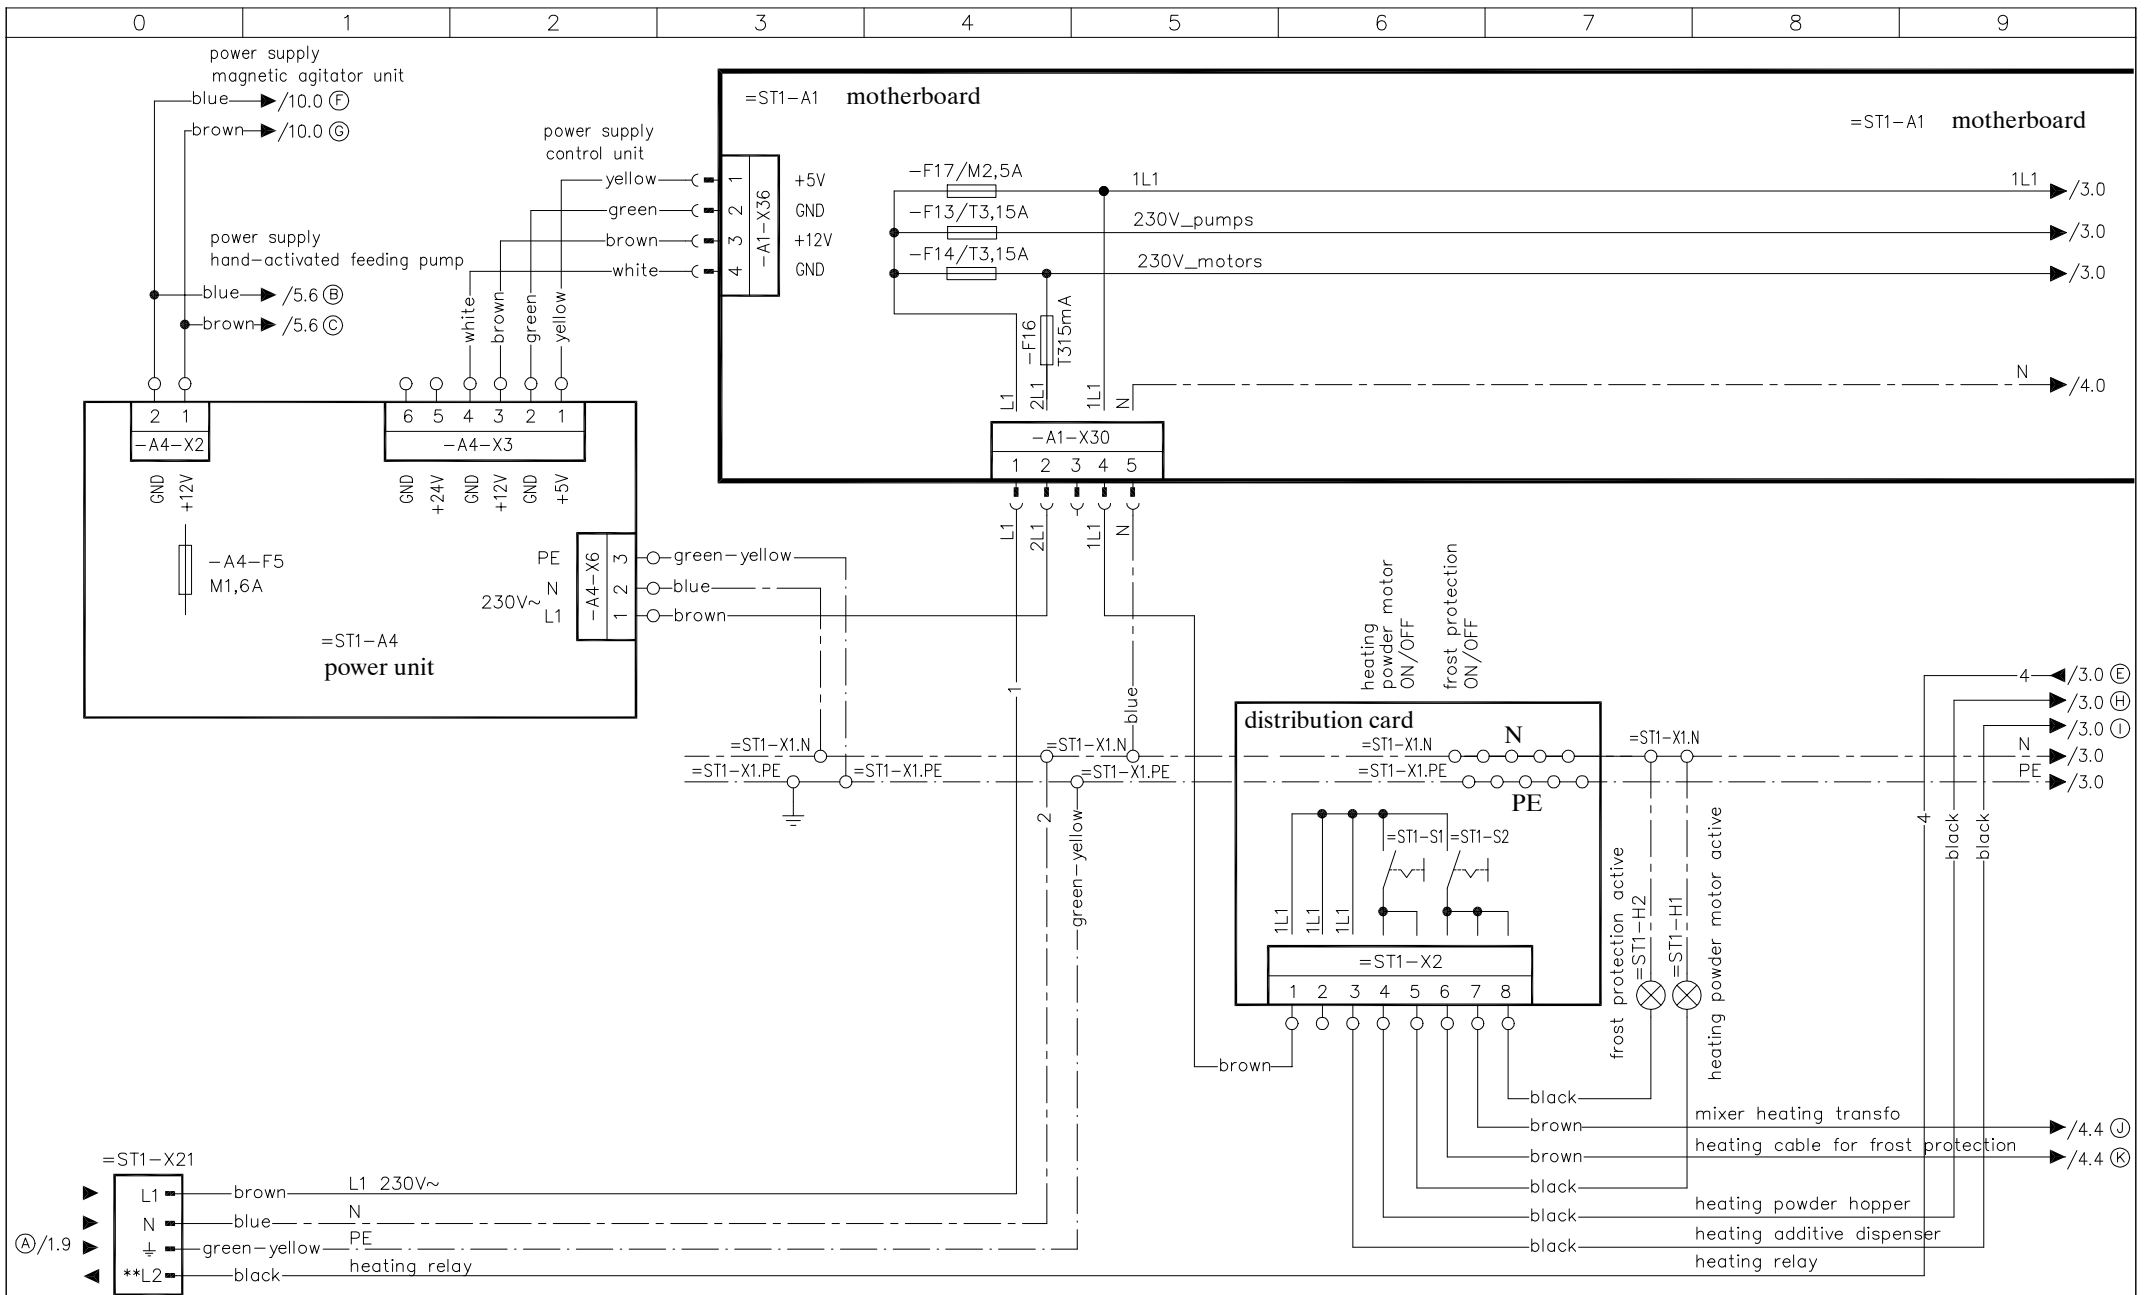 0 1 2 3 4 5 6 7 8 9
power supply
magnetic agitator unit
blue /10.0 Ⓕ
brown /10.0 Ⓖ
power supply
control unit
yellow
green
brown
white
1
2
3
4
-A1-X36
+5V
GND
+12V
GND
=ST1-A1 motherboard
=ST1-A1 motherboard
-F17/M2,5A
1L1
1L1
/3.0
-F13/T3,15A
230V_pumps
/3.0
-F14/T3,15A
230V_motors
/3.0
-F16
T315mA
N
/4.0
L1
2L1
1L1
N
-A1-X30
1 2 3 4 5
L1
2L1
1L1
N
power supply
hand-activated feeding pump
blue /5.6 Ⓑ
brown /5.6 Ⓒ
white
brown
green
yellow
2 1
-A4-X2
GND
+12V
6 5 4 3 2 1
-A4-X3
GND
+24V
GND
+12V
GND
+5V
-A4-F5
M1,6A
=ST1-A4
power unit
PE
N
230V~
L1
-A4-X6
3
2
1
green-yellow
blue
brown
1
blue
heating
powder motor
ON/OFF
frost protection
ON/OFF
distribution card
=ST1-X1.N
=ST1-X1.N
=ST1-X1.N
N
=ST1-X1.N
=ST1-X1.PE
=ST1-X1.PE
=ST1-X1.PE
=ST1-X1.PE
PE
4 /3.0 Ⓔ
/3.0 Ⓗ
/3.0 Ⓘ
N /3.0
PE /3.0
2
green-yellow
=ST1-S1
=ST1-S2
1L1
1L1
1L1
=ST1-X2
1 2 3 4 5 6 7 8
frost protection active
=ST1-H2
=ST1-H1
heating powder motor active
4
black
black
brown
black
brown
mixer heating transfo
/4.4 Ⓙ
brown
heating cable for frost protection
/4.4 Ⓚ
black
black
heating powder hopper
black
heating additive dispenser
heating relay
=ST1-X21
Ⓐ/1.9
L1 brown L1 230V~
N blue N
green-yellow PE
**L2 black heating relay